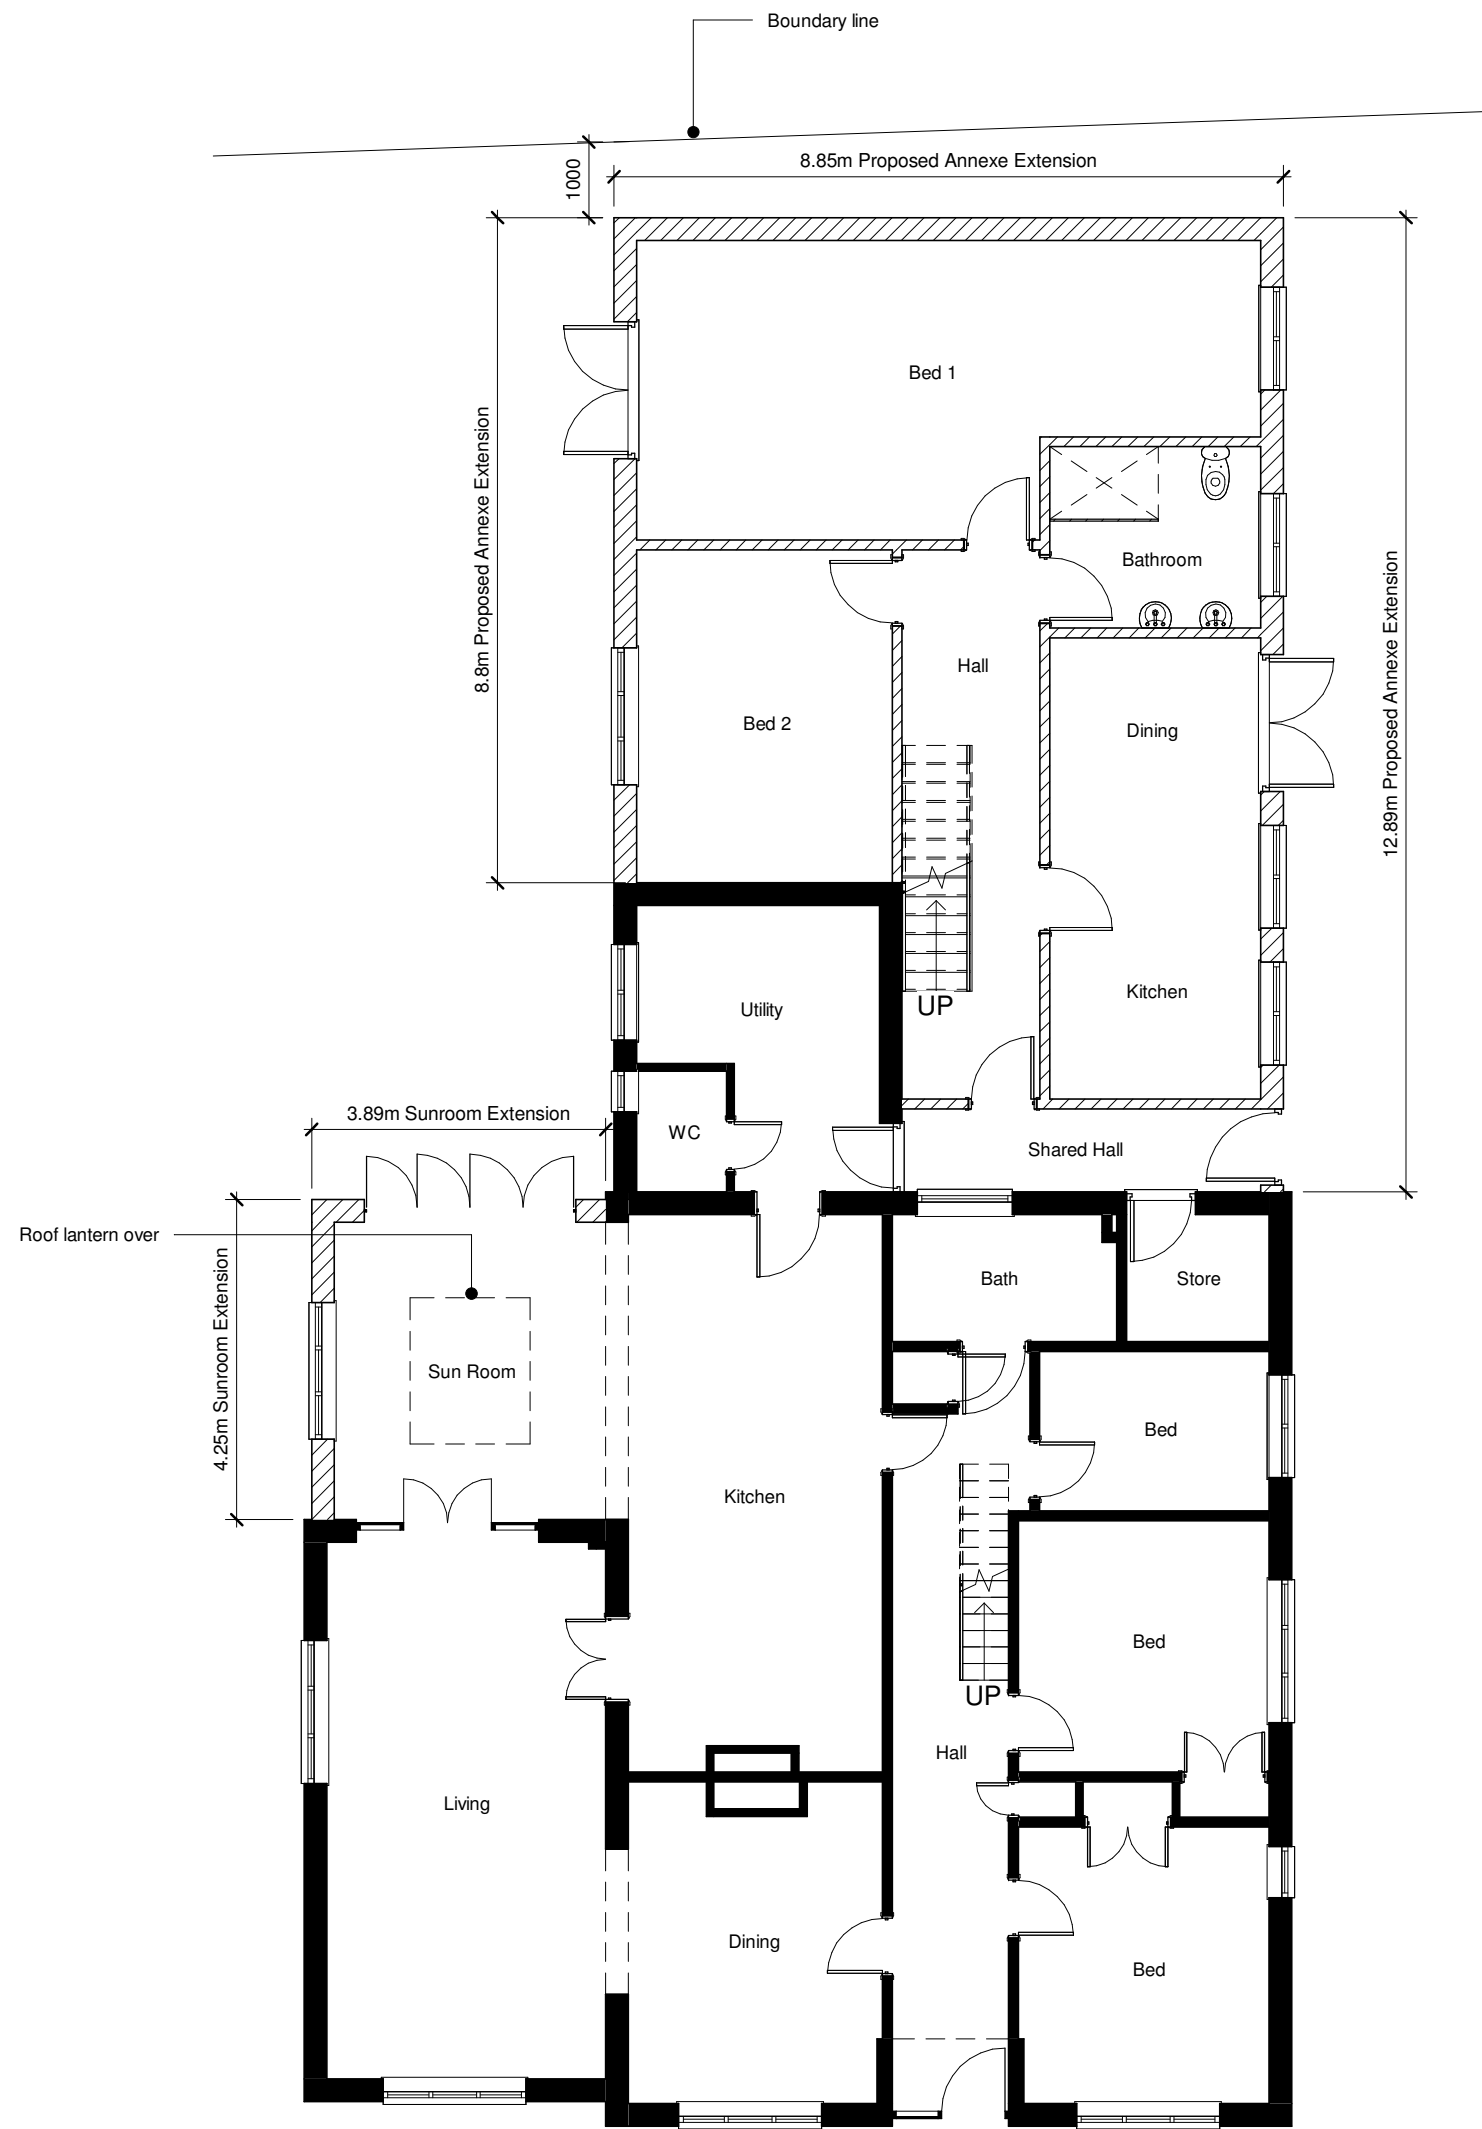 Boundary line
8.85m Proposed Annexe Extension
1000
Bed 1
8.8m Proposed Annexe Extension
12.89m Proposed Annexe Extension
Bathroom
Hall
Bed 2
Dining
Kitchen
UP
Utility
3.89m Sunroom Extension
WC
Shared Hall
Roof lantern over
4.25m Sunroom Extension
Bath
Store
Sun Room
Bed
Kitchen
Bed
UP
Hall
Living
Dining
Bed